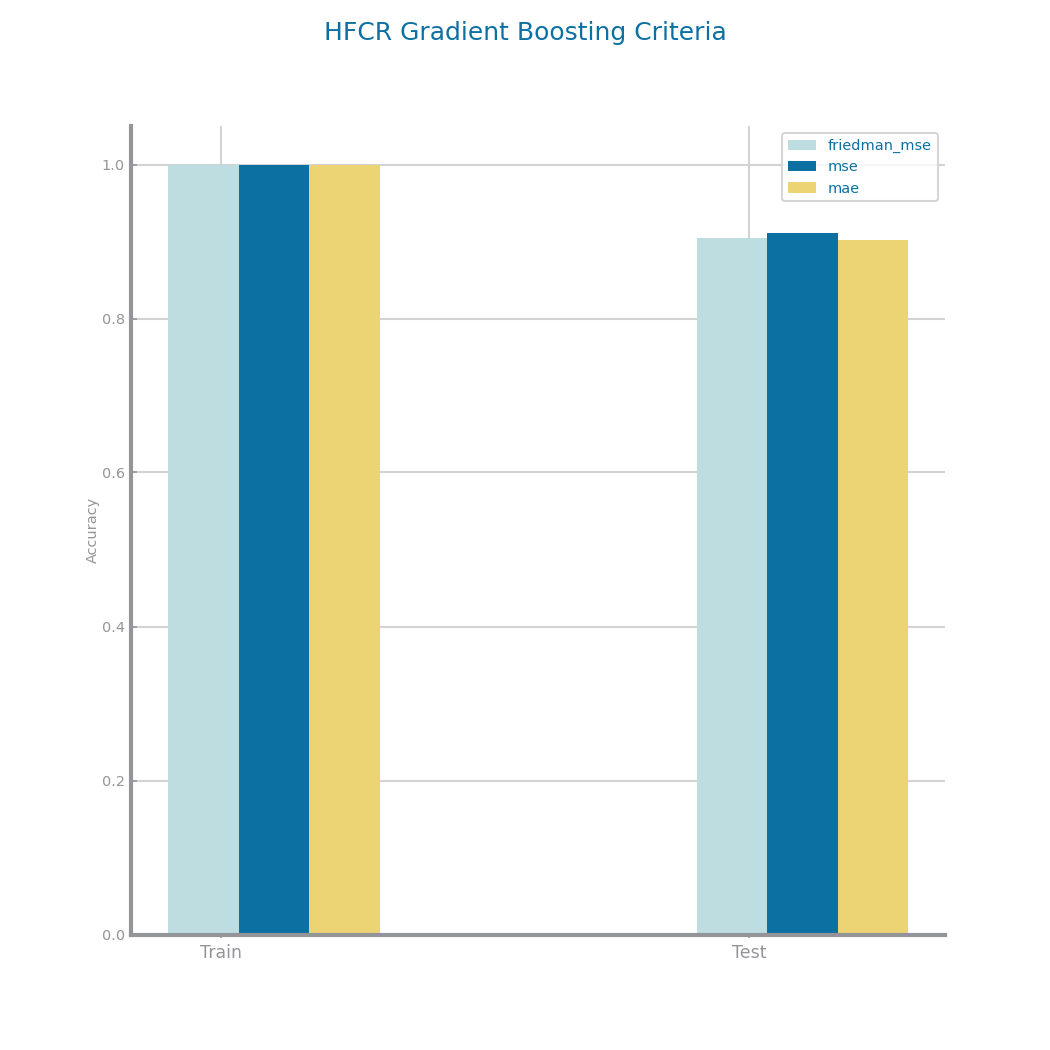 HFCR Gradient Boosting Criteria
friedman_mse
mse
mae
1.0
0.8
0.6
0.4
0.2
0.0
Accuracy
Train
Test